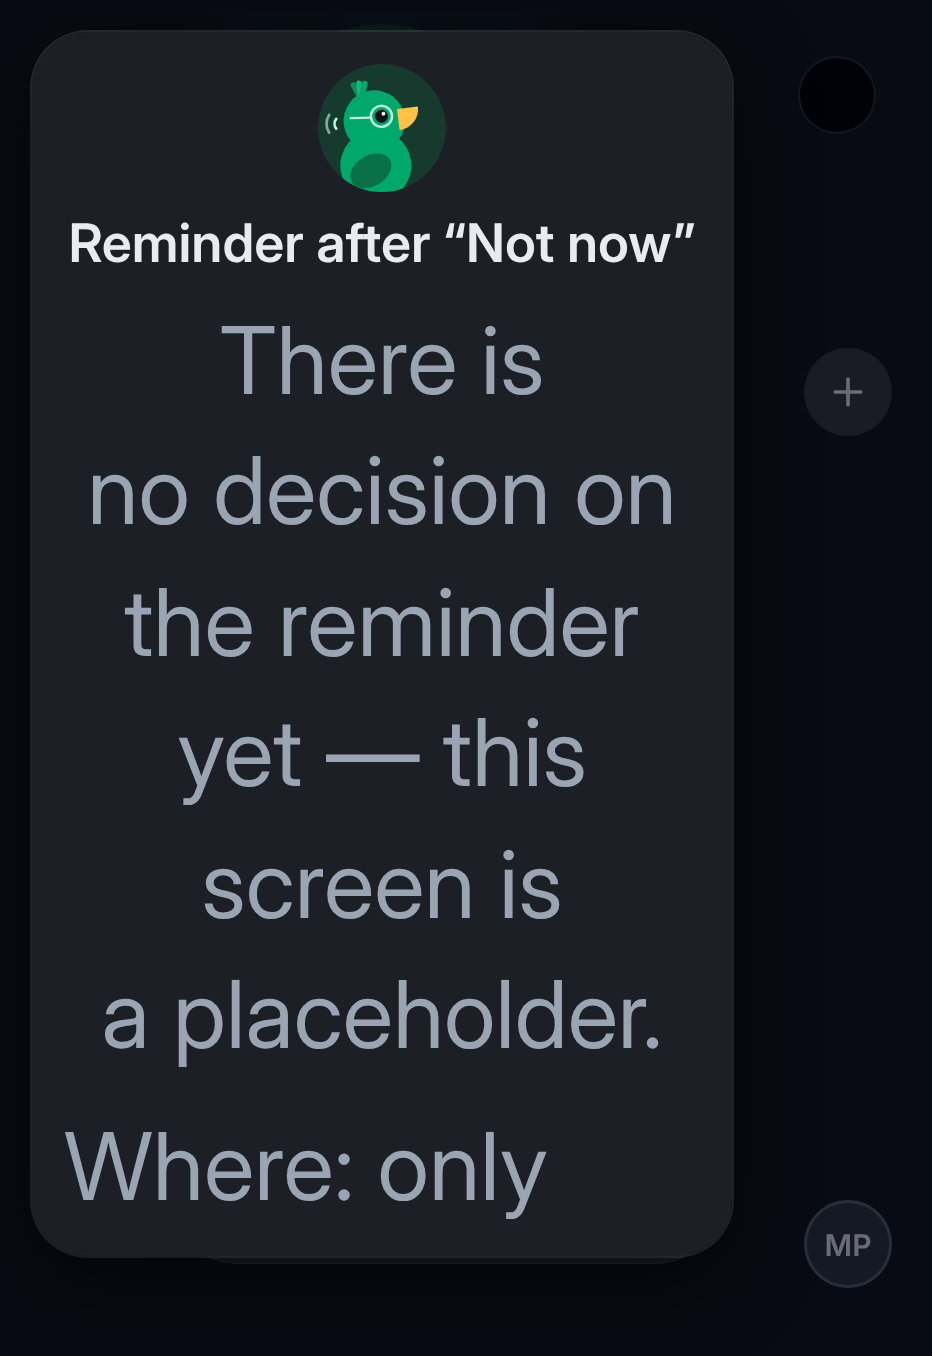 Reminder after “Not now”
There is
no decision on
the reminder
yet — this
screen is
a placeholder.
Where: only
MP